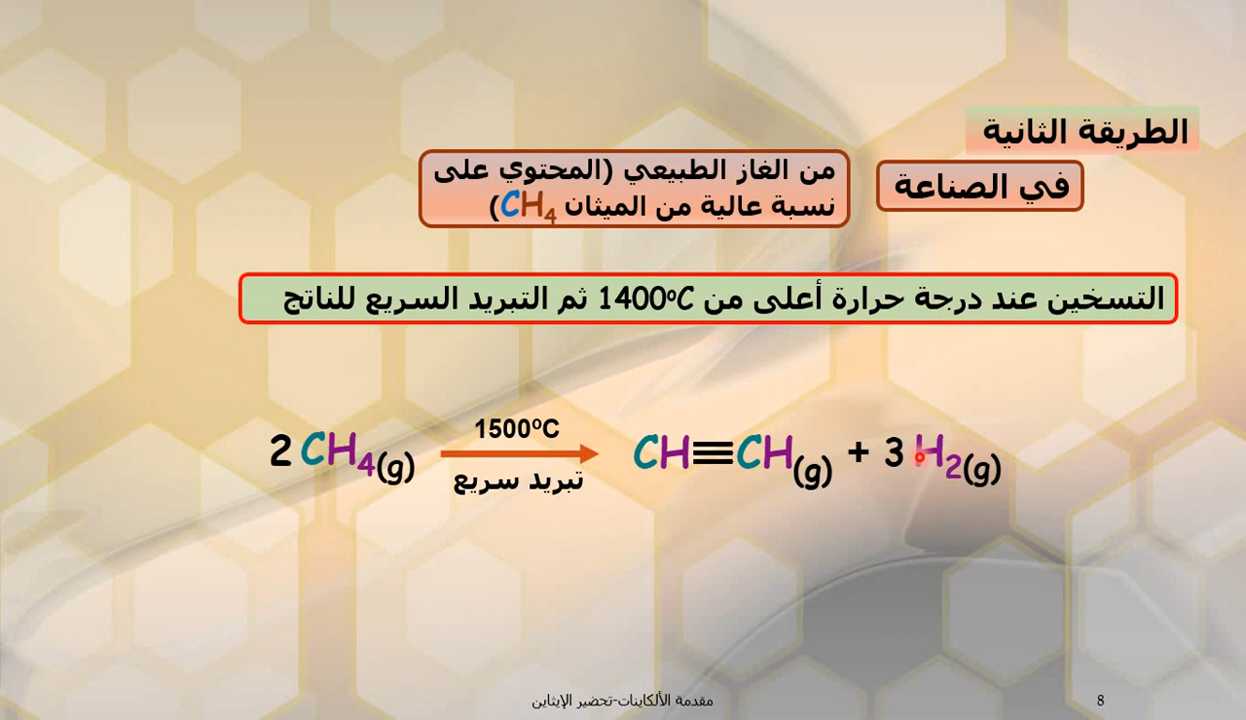 الطريقة الثانية
في الصناعة
من الغاز الطبيعي (المحتوي على
نسبة عالية من الميثان CH₄)
التسخين عند درجة حرارة أعلى من 1400ºC ثم التبريد السريع للناتج
1500ºC
2 CH₄(g) → CH≡CH(g) + 3 H₂(g)
تبريد سريع
مقدمة الألكاينات-تحضير الإيثاين
8